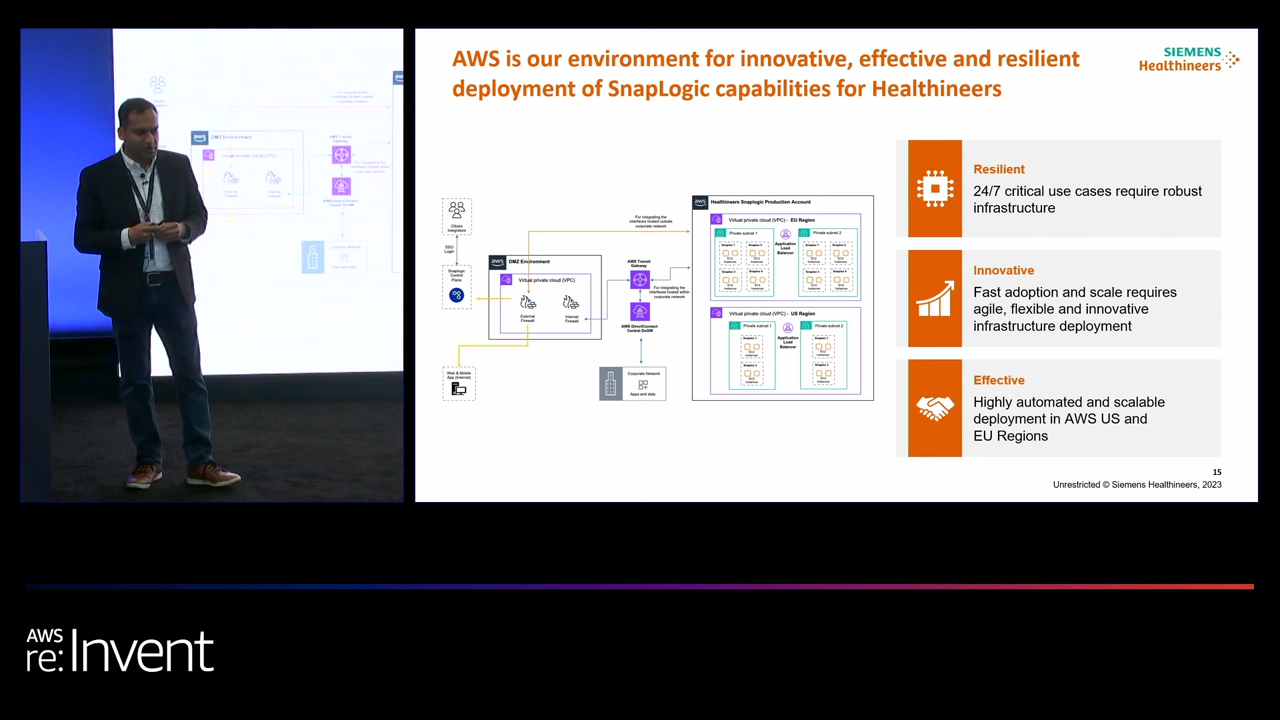 AWS is our environment for innovative, effective and resilient
deployment of SnapLogic capabilities for Healthineers
SIEMENS
Healthineers
Citizen
Integrators
SSO
Login
Snaplogic
Control
Plane
Web & Mobile
App (Internet)
aws
DMZ Environment
Virtual private cloud (VPC)
External
Firewall
Internal
Firewall
For integrating the
interfaces hosted outside
corporate network
AWS Transit
Gateway
For integrating the
interfaces hosted within
corporate network
AWS DirectConnect
Central DxGW
Corporate Network
Apps and data
aws
Healthineers Snaplogic Production Account
Virtual private cloud (VPC) - EU Region
Private subnet 1
Application
Load
Balancer
Private subnet 2
Virtual private cloud (VPC) - US Region
Private subnet 1
Application
Load
Balancer
Private subnet 2
Resilient
24/7 critical use cases require robust
infrastructure
Innovative
Fast adoption and scale requires
agile, flexible and innovative
infrastructure deployment
Effective
Highly automated and scalable
deployment in AWS US and
EU Regions
15
Unrestricted © Siemens Healthineers, 2023
AWS
re:Invent